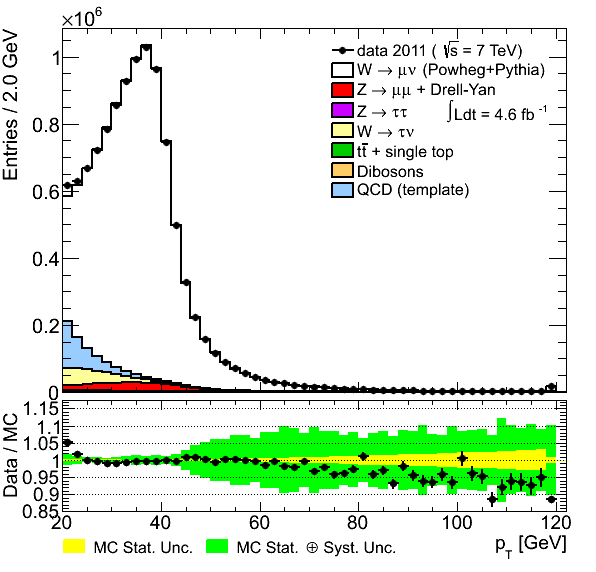 ×10⁶
Entries / 2.0 GeV
1
0.8
0.6
0.4
0.2
0
data 2011 ( √s = 7 TeV)
W → μν (Powheg+Pythia)
Z → μμ + Drell-Yan
Z → ττ
∫Ldt = 4.6 fb⁻¹
W → τν
tt̄ + single top
Dibosons
QCD (template)
Data / MC
1.15
1.1
1.05
1
0.95
0.9
0.85
20 40 60 80 100 120
p_T [GeV]
MC Stat. Unc. MC Stat. ⊕ Syst. Unc.